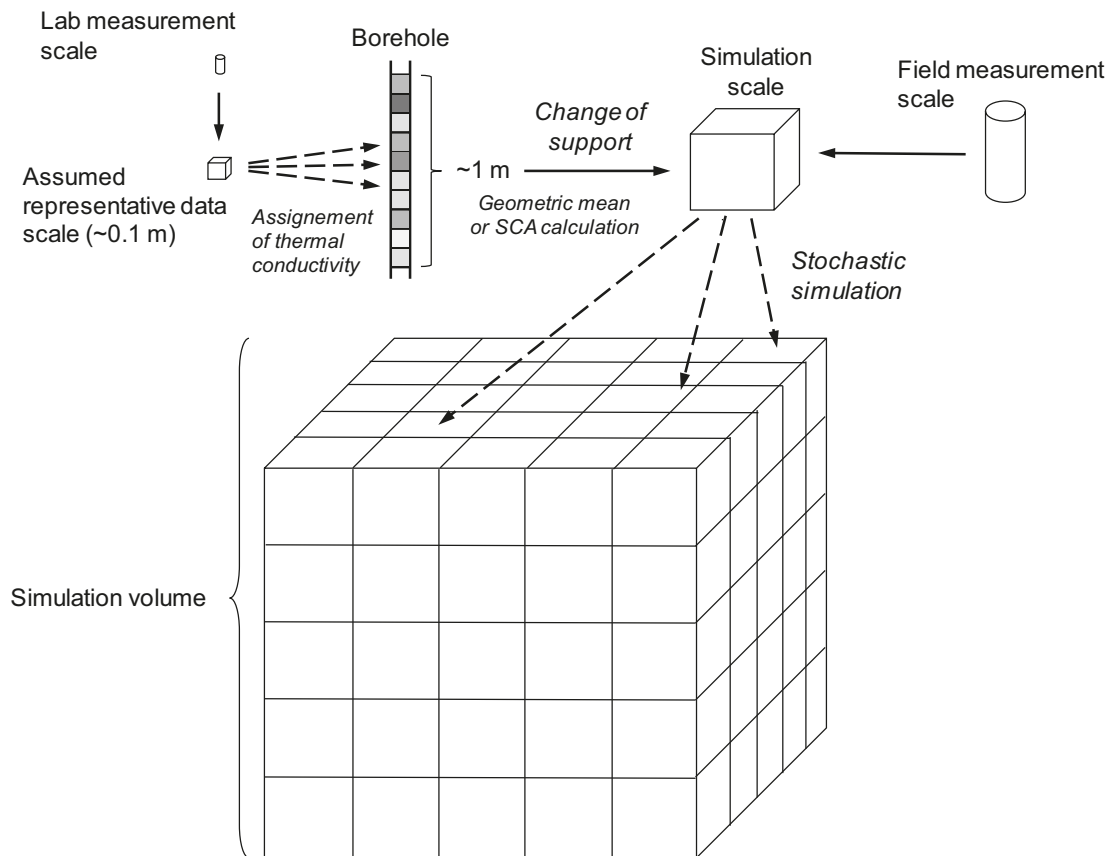 Lab measurement
scale
Borehole
Simulation
scale
Field measurement
scale
Change of
support
Assumed
representative data
scale (~0.1 m)
~1 m
Assignement
of thermal
conductivity
Geometric mean
or SCA calculation
Stochastic
simulation
Simulation volume